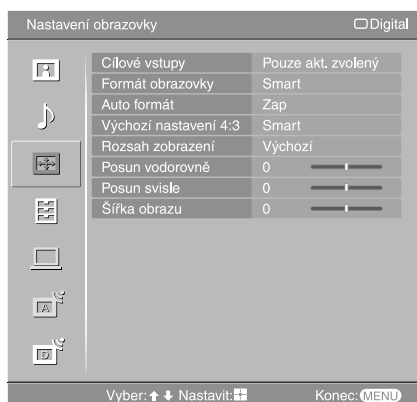 Nastavení obrazovky Digital
Cílové vstupy Pouze akt. zvolený
Formát obrazovky Smart
Auto formát Zap
Výchozí nastavení 4:3 Smart
Rozsah zobrazení Výchozí
Posun vodorovně 0
Posun svisle 0
Šířka obrazu 0
A
D
Vyber: Nastavit: Konec: MENU